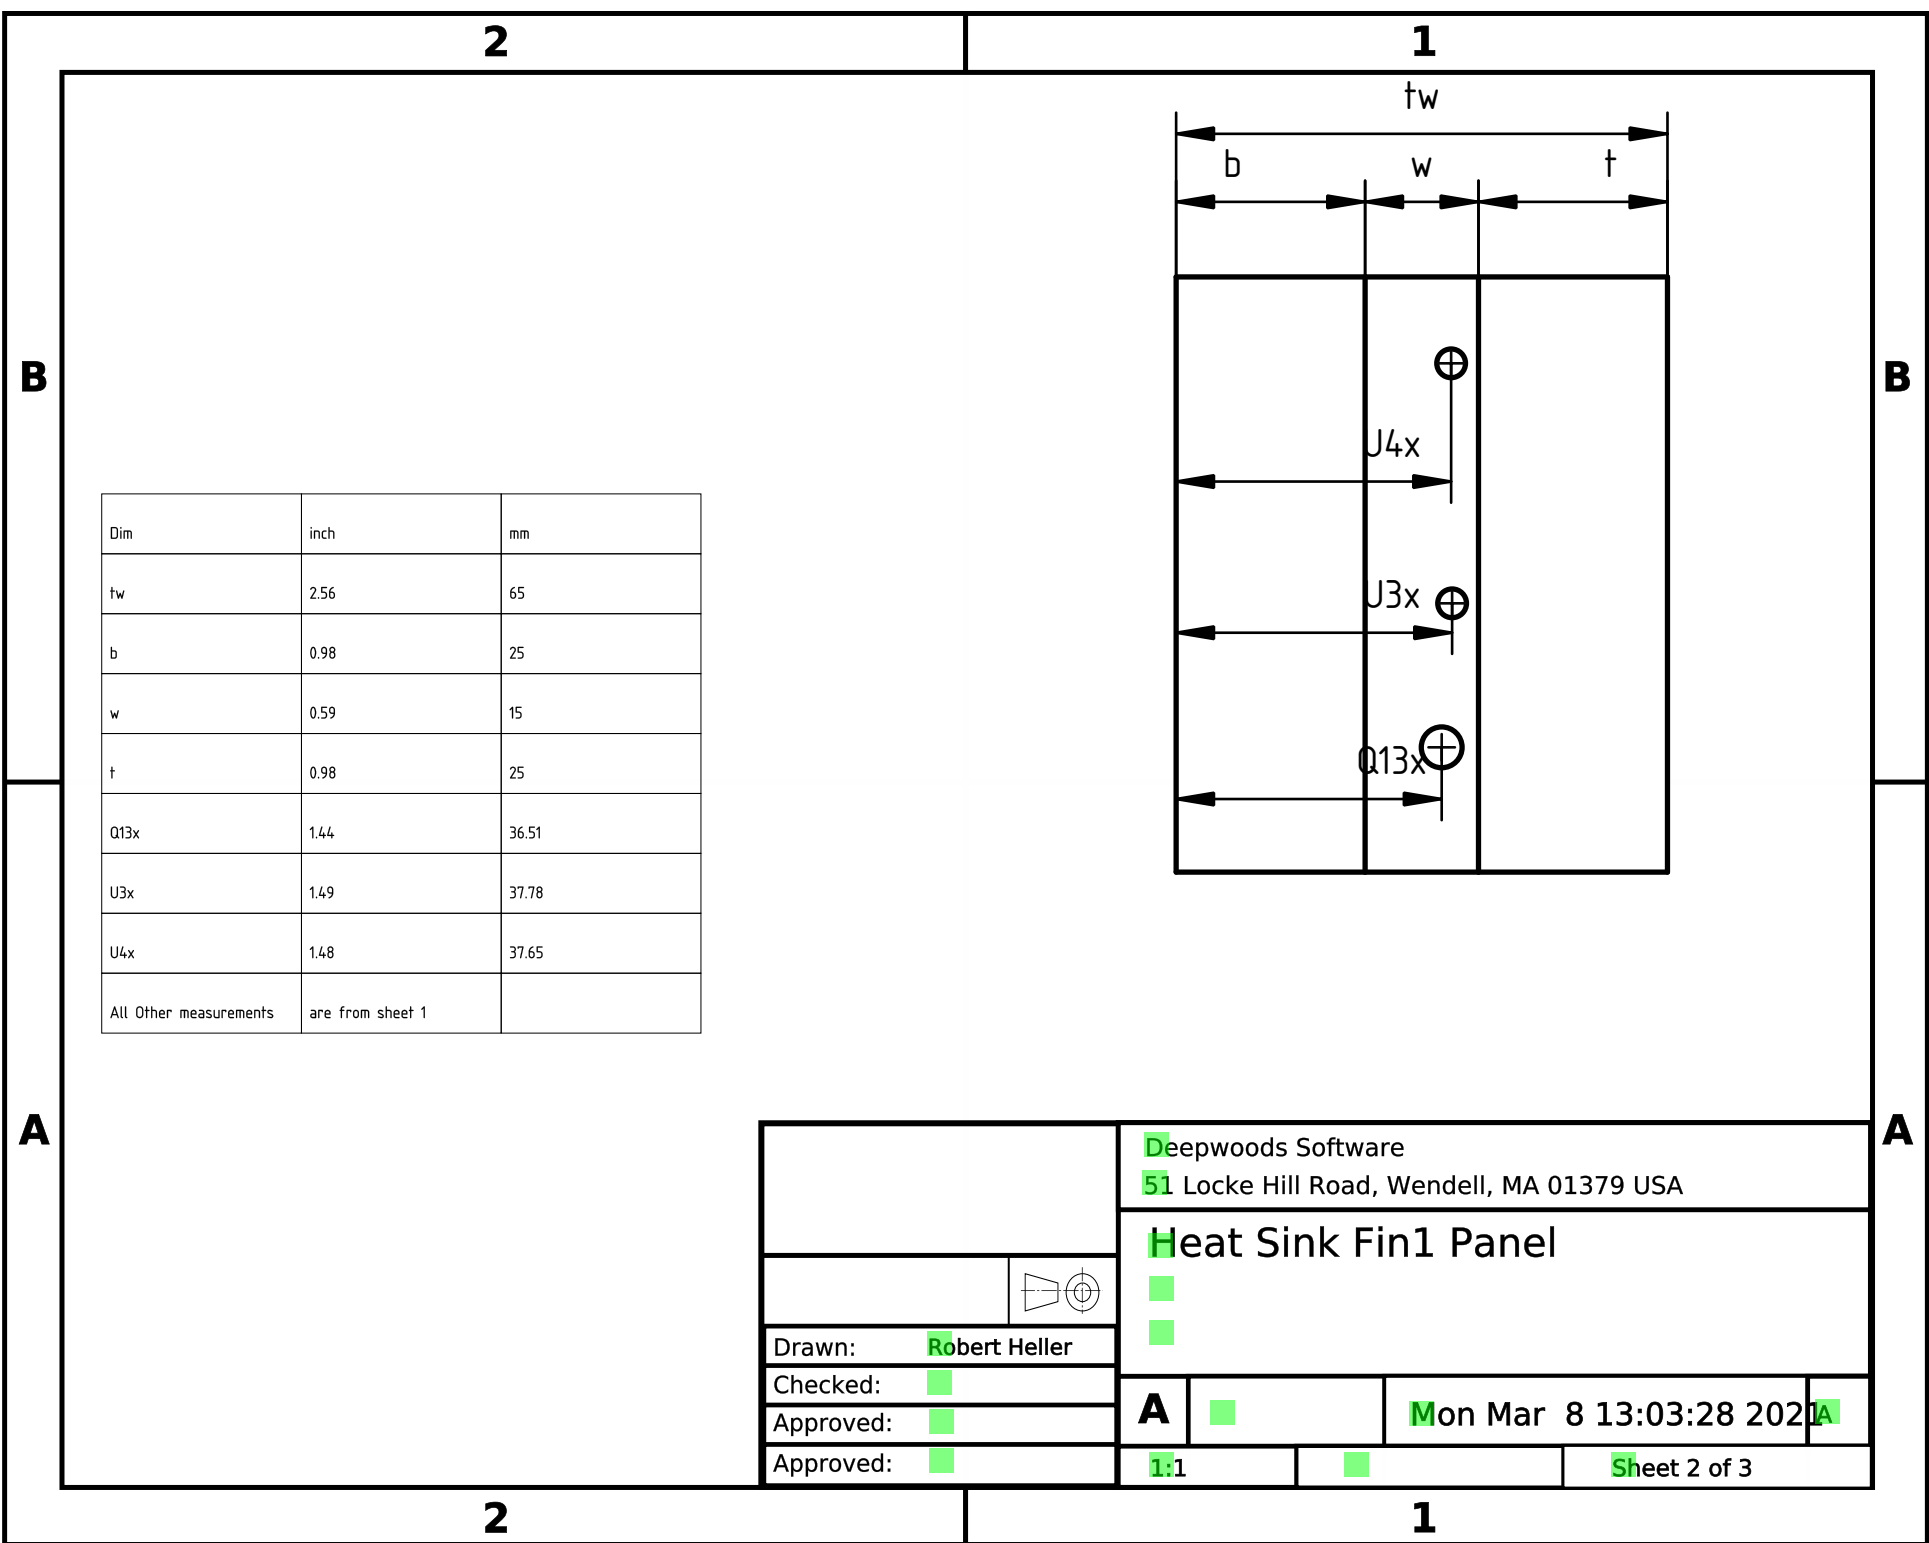 2 1
tw
b w t
B B
U4x
Dim inch mm
tw 2.56 65
U3x
b 0.98 25
w 0.59 15
Q13x
t 0.98 25
Q13x 1.44 36.51
U3x 1.49 37.78
U4x 1.48 37.65
All Other measurements are from sheet 1
A A
Deepwoods Software
51 Locke Hill Road, Wendell, MA 01379 USA
Heat Sink Fin1 Panel
Drawn: Robert Heller
Checked:
A Mon Mar  8 13:03:28 2021 A
Approved:
Approved:
1:1 Sheet 2 of 3
2 1